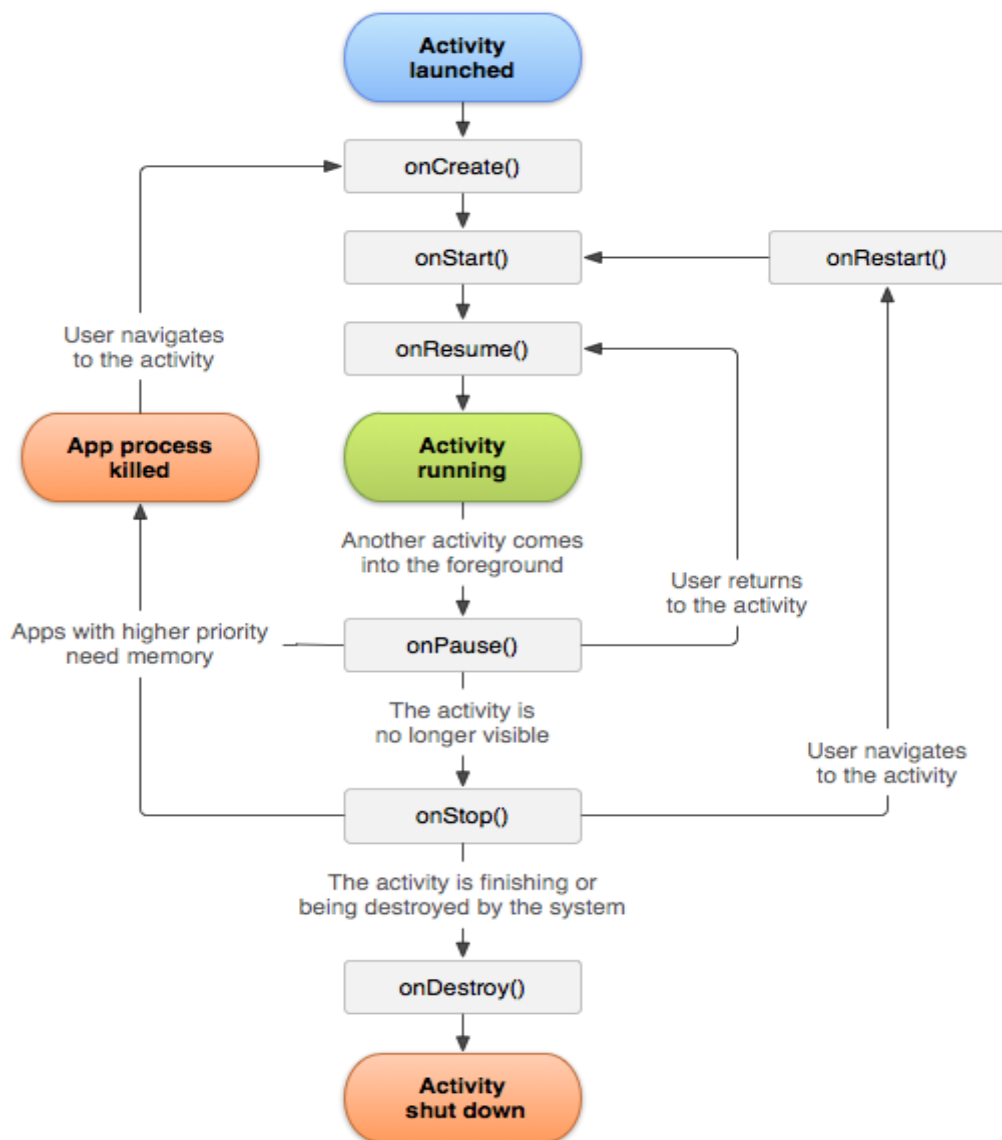 Activity
launched
onCreate()
onStart()
onRestart()
User navigates
to the activity
onResume()
App process
killed
Activity
running
Another activity comes
into the foreground
User returns
to the activity
Apps with higher priority
need memory
onPause()
The activity is
no longer visible
User navigates
to the activity
onStop()
The activity is finishing or
being destroyed by the system
onDestroy()
Activity
shut down